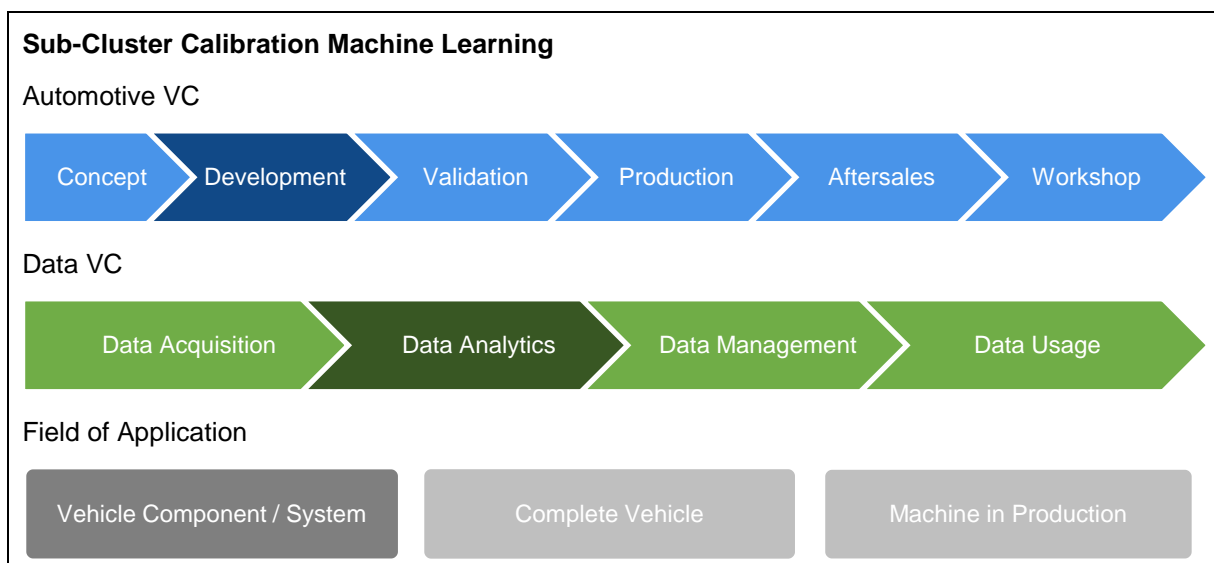 Sub-Cluster Calibration Machine Learning
Automotive VC
Concept Development Validation Production Aftersales Workshop
Data VC
Data Acquisition Data Analytics Data Management Data Usage
Field of Application
Vehicle Component / System Complete Vehicle Machine in Production